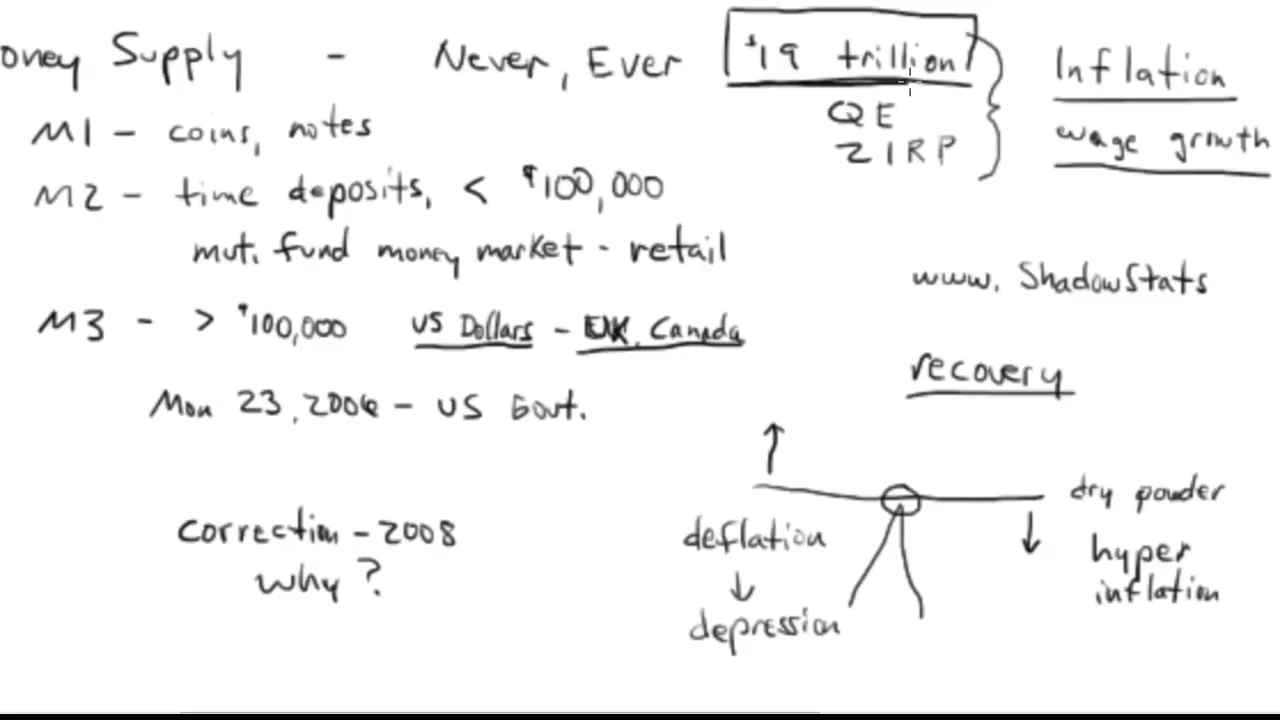 oney Supply - Never, Ever $19 trillion
QE
ZIRP
Inflation
wage growth
M1 - coins, notes
M2 - time deposits, < $100,000
mut. fund money market - retail
M3 - > $100,000 US Dollars - UK, Canada
23, 2006 - US Govt.
www. ShadowStats
recovery
correction - 2008
why?
deflation
↓
depression
dry powder
hyper
inflation